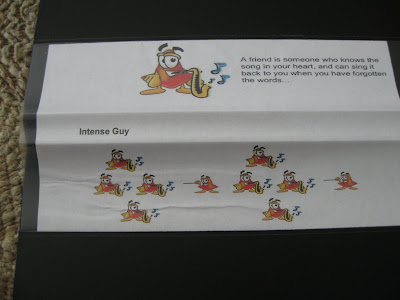 A friend is someone who knows the
song in your heart, and can sing it
back to you when you have forgotten
the words....
Intense Guy